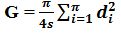 G = π/4s ∑_{i=1}^{π} d_i^2